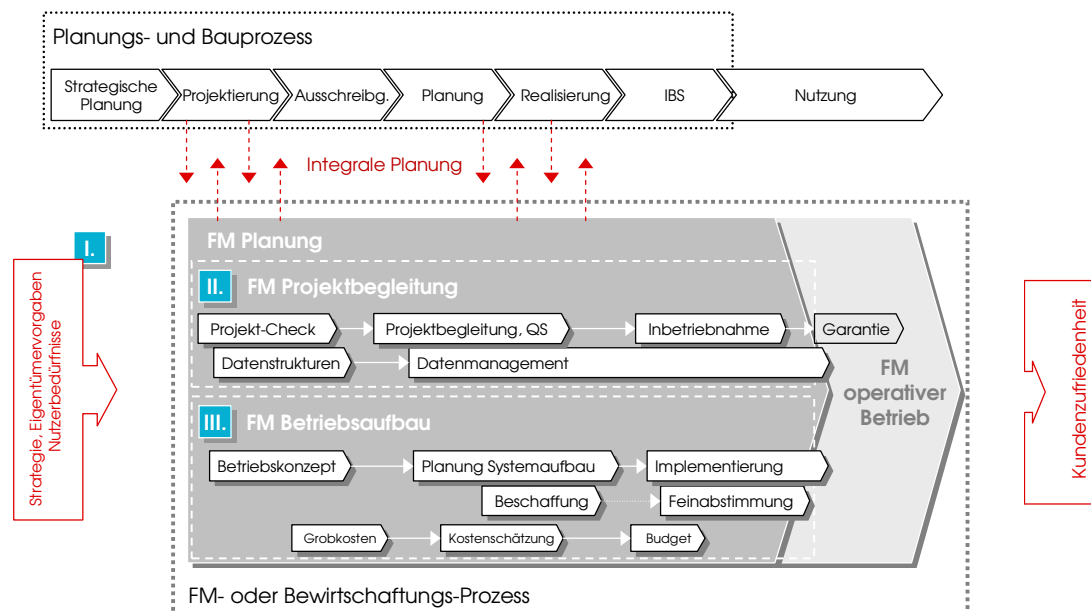 Planungs- und Bauprozess
Strategische
Planung
Projektierung
Ausschreibg.
Planung
Realisierung
IBS
Nutzung
Integrale Planung
I.
Strategie, Eigentümervorgaben
Nutzerbedürfnisse
FM Planung
II.
FM Projektbegleitung
Projekt-Check
Projektbegleitung, QS
Inbetriebnahme
Garantie
Datenstrukturen
Datenmanagement
FM
operativer
Betrieb
III.
FM Betriebsaufbau
Betriebskonzept
Planung Systemaufbau
Implementierung
Beschaffung
Feinabstimmung
Grobkosten
Kostenschätzung
Budget
Kundenzufriedenheit
FM- oder Bewirtschaftungs-Prozess